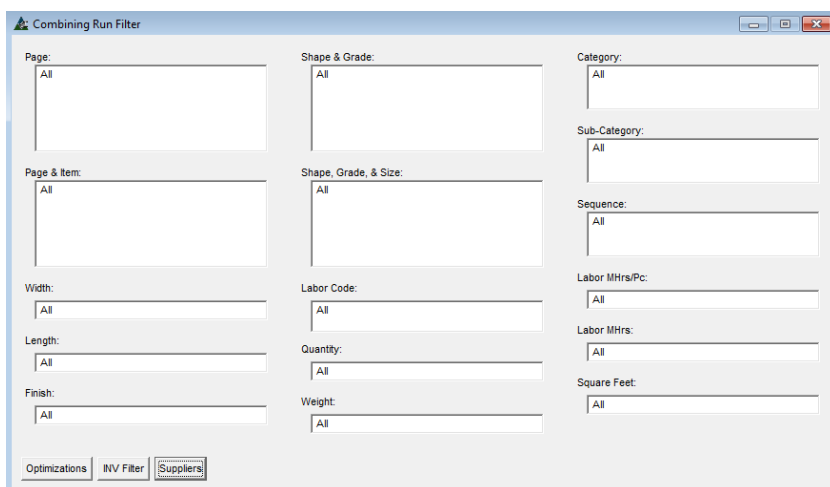 Combining Run Filter
Page:
All
Page & Item:
All
Width:
All
Length:
All
Finish:
All
Shape & Grade:
All
Shape, Grade, & Size:
All
Labor Code:
All
Quantity:
All
Weight:
All
Category:
All
Sub-Category:
All
Sequence:
All
Labor MHrs/Pc:
All
Labor MHrs:
All
Square Feet:
All
Optimizations INV Filter Suppliers